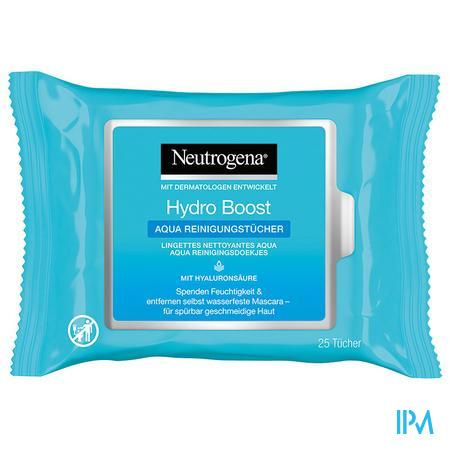 Neutrogena®
MIT DERMATOLOGEN ENTWICKELT
Hydro Boost
AQUA REINIGUNGSTÜCHER
LINGETTES NETTOYANTES AQUA
AQUA REINIGINGSDOEKJES
MIT HYALURONSÄURE
Spenden Feuchtigkeit &
entfernen selbst wasserfeste Mascara –
für spürbar geschmeidige Haut
25 Tücher
IPM